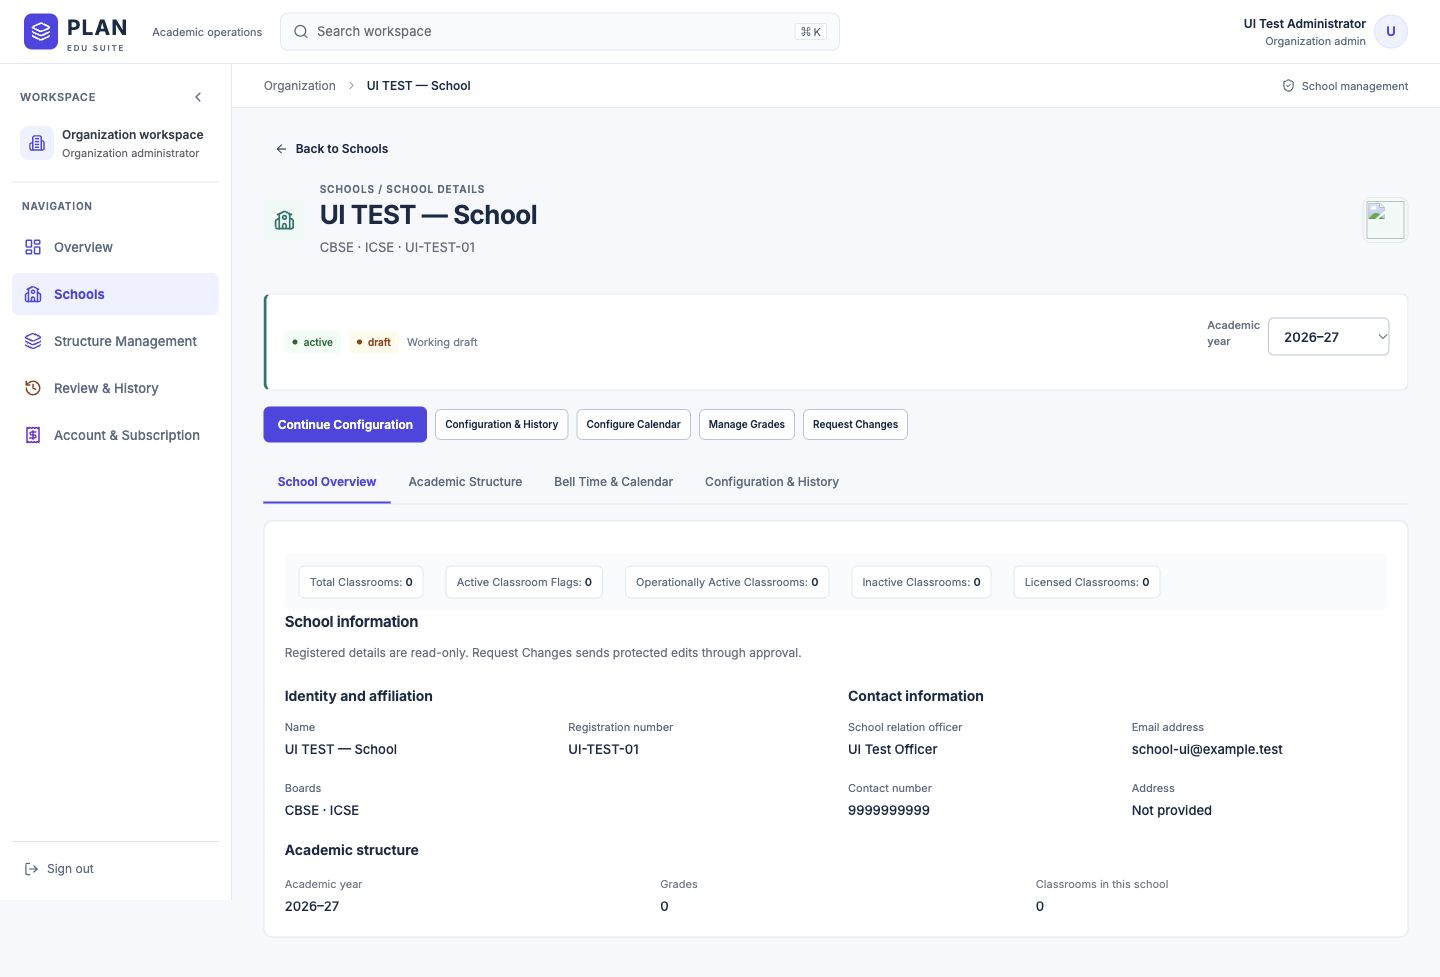 PLAN
EDU SUITE
Academic operations
Search workspace
⌘ K
UI Test Administrator
Organization admin
U
WORKSPACE
Organization workspace
Organization administrator
NAVIGATION
Overview
Schools
Structure Management
Review & History
Account & Subscription
Sign out
Organization
UI TEST — School
School management
Back to Schools
SCHOOLS / SCHOOL DETAILS
UI TEST — School
CBSE · ICSE · UI-TEST-01
active
draft
Working draft
Academic
year
2026–27
Continue Configuration
Configuration & History
Configure Calendar
Manage Grades
Request Changes
School Overview
Academic Structure
Bell Time & Calendar
Configuration & History
Total Classrooms: 0
Active Classroom Flags: 0
Operationally Active Classrooms: 0
Inactive Classrooms: 0
Licensed Classrooms: 0
School information
Registered details are read-only. Request Changes sends protected edits through approval.
Identity and affiliation
Name
UI TEST — School
Registration number
UI-TEST-01
Boards
CBSE · ICSE
Contact information
School relation officer
UI Test Officer
Email address
school-ui@example.test
Contact number
9999999999
Address
Not provided
Academic structure
Academic year
2026–27
Grades
0
Classrooms in this school
0